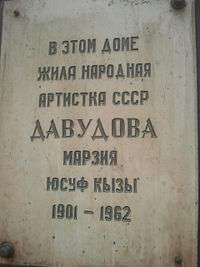 В ЭТОМ ДОМЕ
ЖИЛА НАРОДНАЯ
АРТИСТКА СССР
ДАВУДОВА
МАРЗИЯ
ЮСУФ КЫЗЫ
1901 – 1962